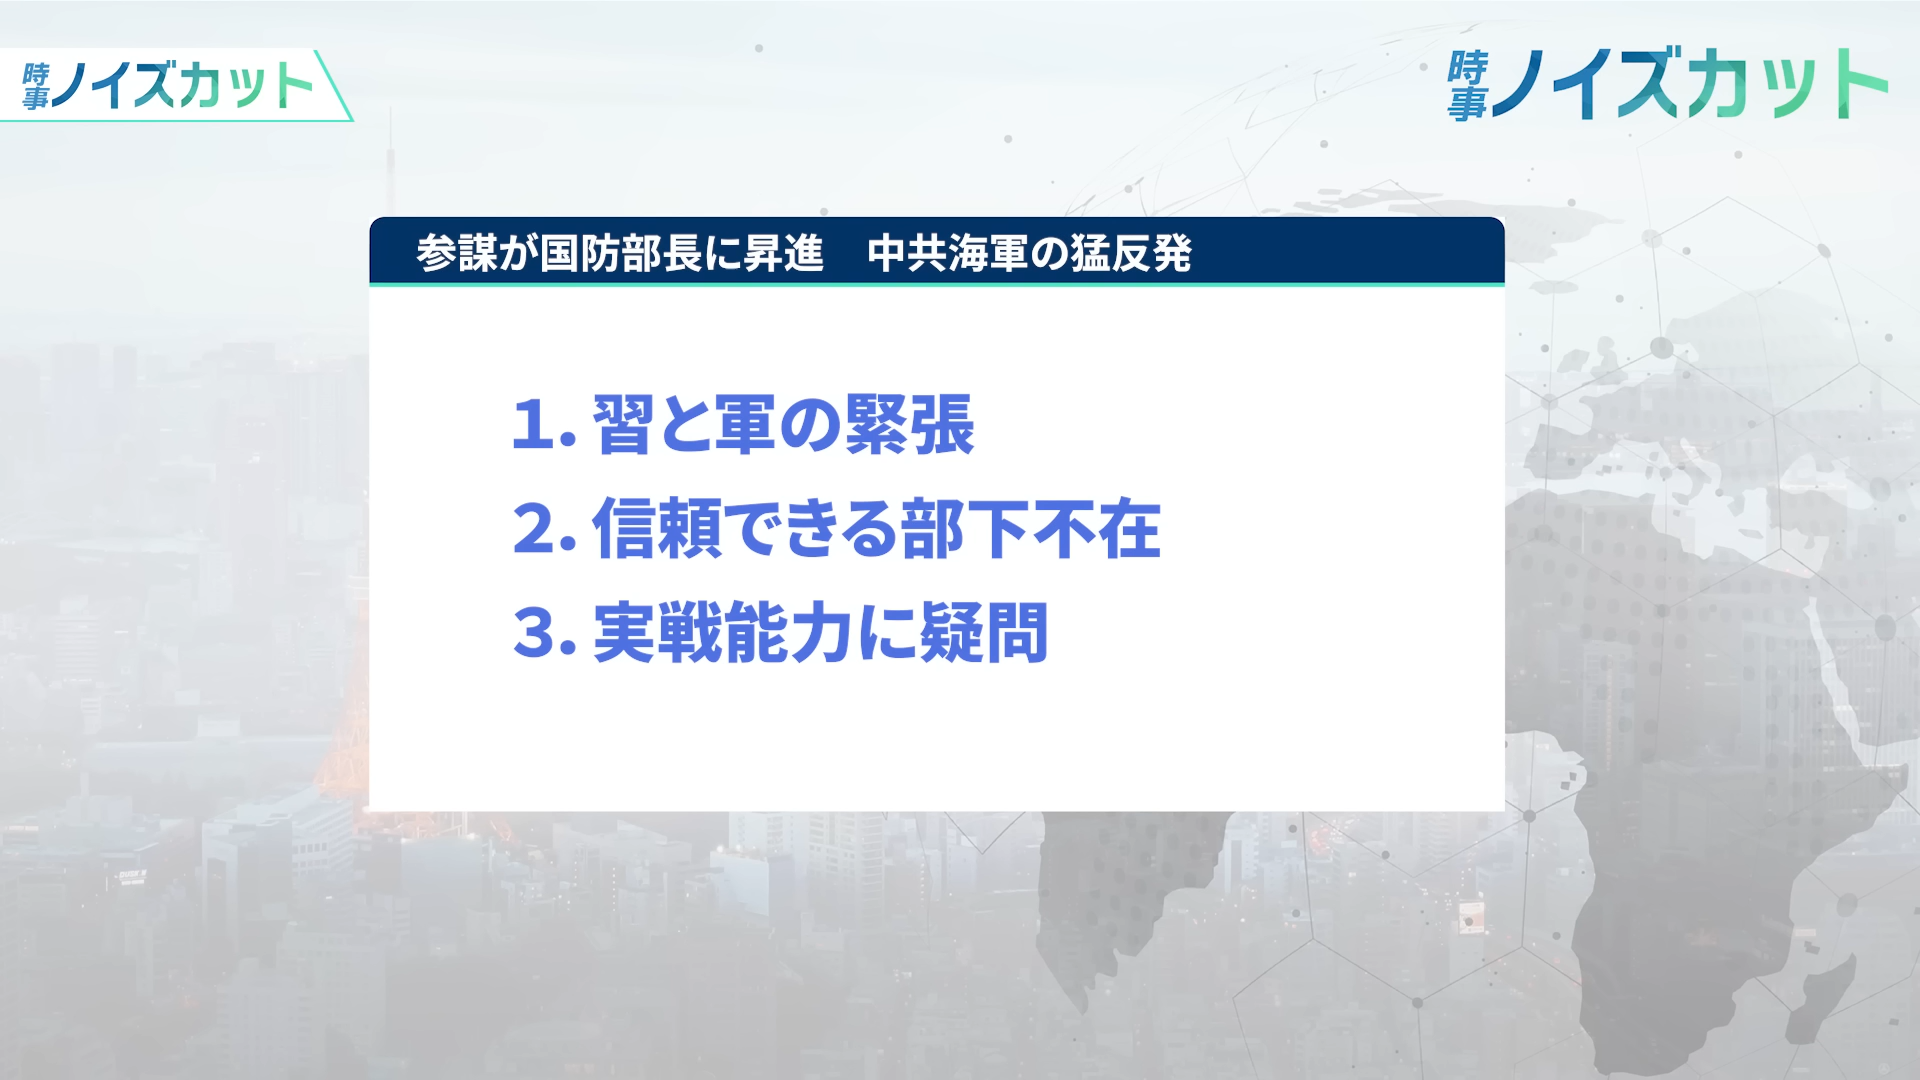 時事ノイズカット
時事ノイズカット
参謀が国防部長に昇進　中共海軍の猛反発
１. 習と軍の緊張
２. 信頼できる部下不在
３. 実戦能力に疑問